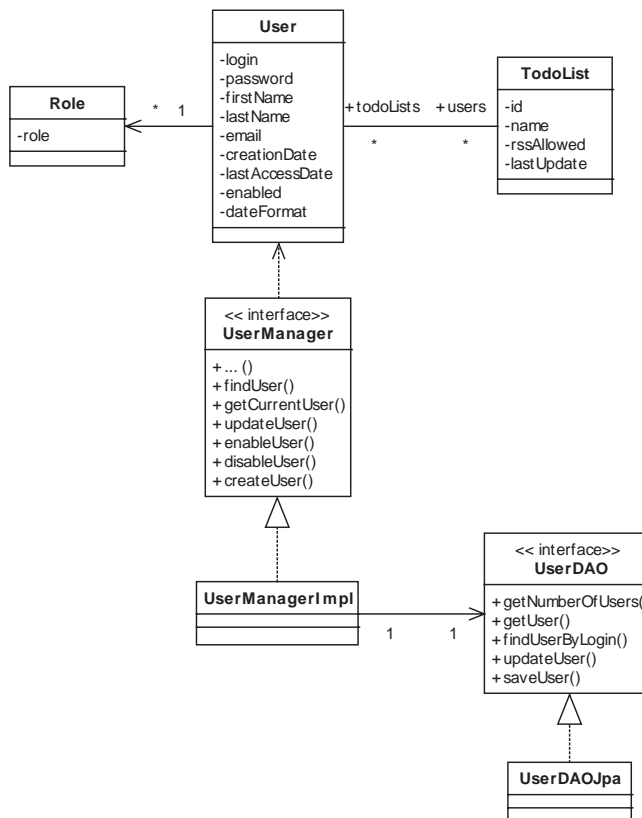 User
-login
-password
-firstName
-lastName
-email
-creationDate
-lastAccessDate
-enabled
-dateFormat
Role
-role
* 1
+todoLists +users
* *
TodoList
-id
-name
-rssAllowed
-lastUpdate
<< interface>>
UserManager
+... ()
+findUser()
+getCurrentUser()
+updateUser()
+enableUser()
+disableUser()
+createUser()
UserManagerImpl
1 1
<< interface>>
UserDAO
+getNumberOfUsers(
+getUser()
+findUserByLogin()
+updateUser()
+saveUser()
UserDAOJpa